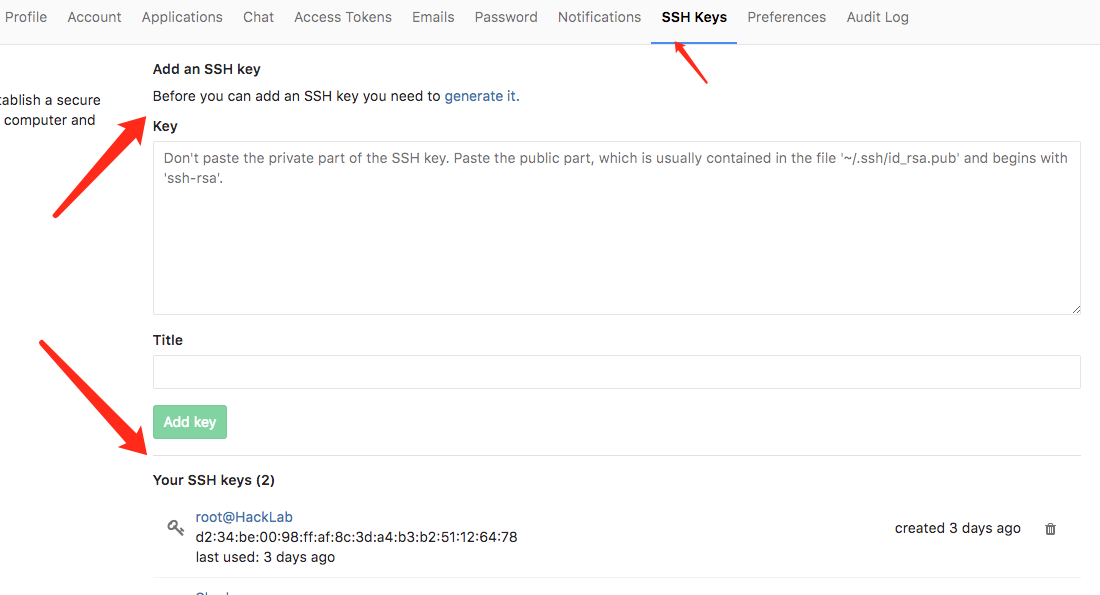 Profile Account Applications Chat Access Tokens Emails Password Notifications SSH Keys Preferences Audit Log
tablish a secure
computer and
Add an SSH key
Before you can add an SSH key you need to generate it.
Key
Don't paste the private part of the SSH key. Paste the public part, which is usually contained in the file '~/.ssh/id_rsa.pub' and begins with
'ssh-rsa'.
Title
Add key
Your SSH keys (2)
root@HackLab
d2:34:be:00:98:ff:af:8c:3d:a4:b3:b2:51:12:64:78
last used: 3 days ago
created 3 days ago